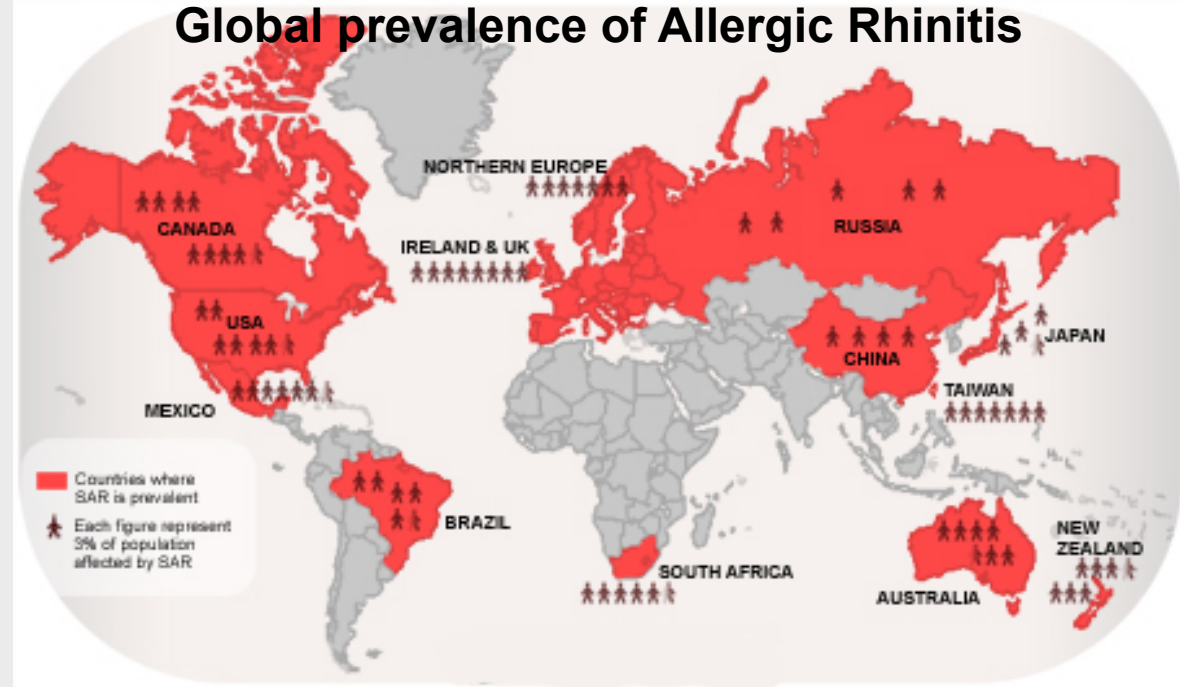 Global prevalence of Allergic Rhinitis
NORTHERN EUROPE
CANADA
RUSSIA
IRELAND & UK
USA
JAPAN
CHINA
TAIWAN
MEXICO
Countries where
SAR is prevalent
Each figure represent
3% of population
affected by SAR
BRAZIL
NEW
ZEALAND
SOUTH AFRICA
AUSTRALIA